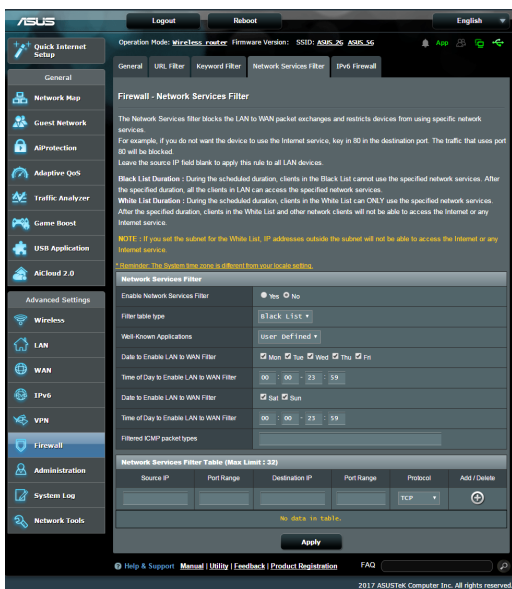 ASUS
Logout
Reboot
English
Quick Internet
Setup
Operation Mode: Wireless router Firmware Version: SSID: ASUS_2G ASUS_5G
App
General
Network Map
Guest Network
AiProtection
Adaptive QoS
Traffic Analyzer
Game Boost
USB Application
AiCloud 2.0
Advanced Settings
Wireless
LAN
WAN
IPv6
VPN
Firewall
Administration
System Log
Network Tools
General
URL Filter
Keyword Filter
Network Services Filter
IPv6 Firewall
Firewall - Network Services Filter
The Network Services filter blocks the LAN to WAN packet exchanges and restricts devices from using specific network
services.
For example, if you do not want the device to use the Internet service, key in 80 in the destination port. The traffic that uses port
80 will be blocked.
Leave the source IP field blank to apply this rule to all LAN devices.
Black List Duration : During the scheduled duration, clients in the Black List cannot use the specified network services. After
the specified duration, all the clients in LAN can access the specified network services.
White List Duration : During the scheduled duration, clients in the White List can ONLY use the specified network services.
After the specified duration, clients in the White List and other network clients will not be able to access the Internet or any
Internet service.
NOTE : If you set the subnet for the White List, IP addresses outside the subnet will not be able to access the Internet or any
Internet service.
* Reminder: The System time zone is different from your locale setting.
Network Services Filter
Enable Network Services Filter
Yes No
Filter table type
Black List
Well-Known Applications
User Defined
Date to Enable LAN to WAN Filter
Mon Tue Wed Thu Fri
Time of Day to Enable LAN to WAN Filter
00 : 00 - 23 : 59
Date to Enable LAN to WAN Filter
Sat Sun
Time of Day to Enable LAN to WAN Filter
00 : 00 - 23 : 59
Filtered ICMP packet types
Network Services Filter Table (Max Limit : 32)
Source IP
Port Range
Destination IP
Port Range
Protocol
Add / Delete
TCP
No data in table.
Apply
Help & Support Manual | Utility | Feedback | Product Registration
FAQ
2017 ASUSTeK Computer Inc. All rights reserved.